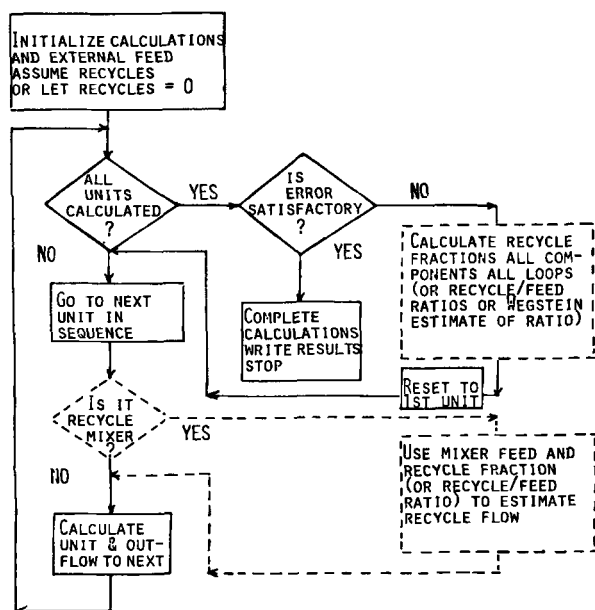 INITIALIZE CALCULATIONS
AND EXTERNAL FEED
ASSUME RECYCLES
OR LET RECYCLES = 0
ALL
UNITS
CALCULATED
?
YES
NO
IS
ERROR
SATISFACTORY
?
NO
YES
CALCULATE RECYCLE
FRACTIONS ALL COM-
PONENTS ALL LOOPS
(OR RECYCLE/FEED
RATIOS OR WEGSTEIN
ESTIMATE OF RATIO)
GO TO NEXT
UNIT IN
SEQUENCE
COMPLETE
CALCULATIONS
WRITE RESULTS
STOP
RESET TO
1ST UNIT
IS IT
RECYCLE
MIXER
?
YES
NO
USE MIXER FEED AND
RECYCLE FRACTION
(OR RECYCLE/FEED
RATIO) TO ESTIMATE
RECYCLE FLOW
CALCULATE
UNIT & OUT-
FLOW TO NEXT